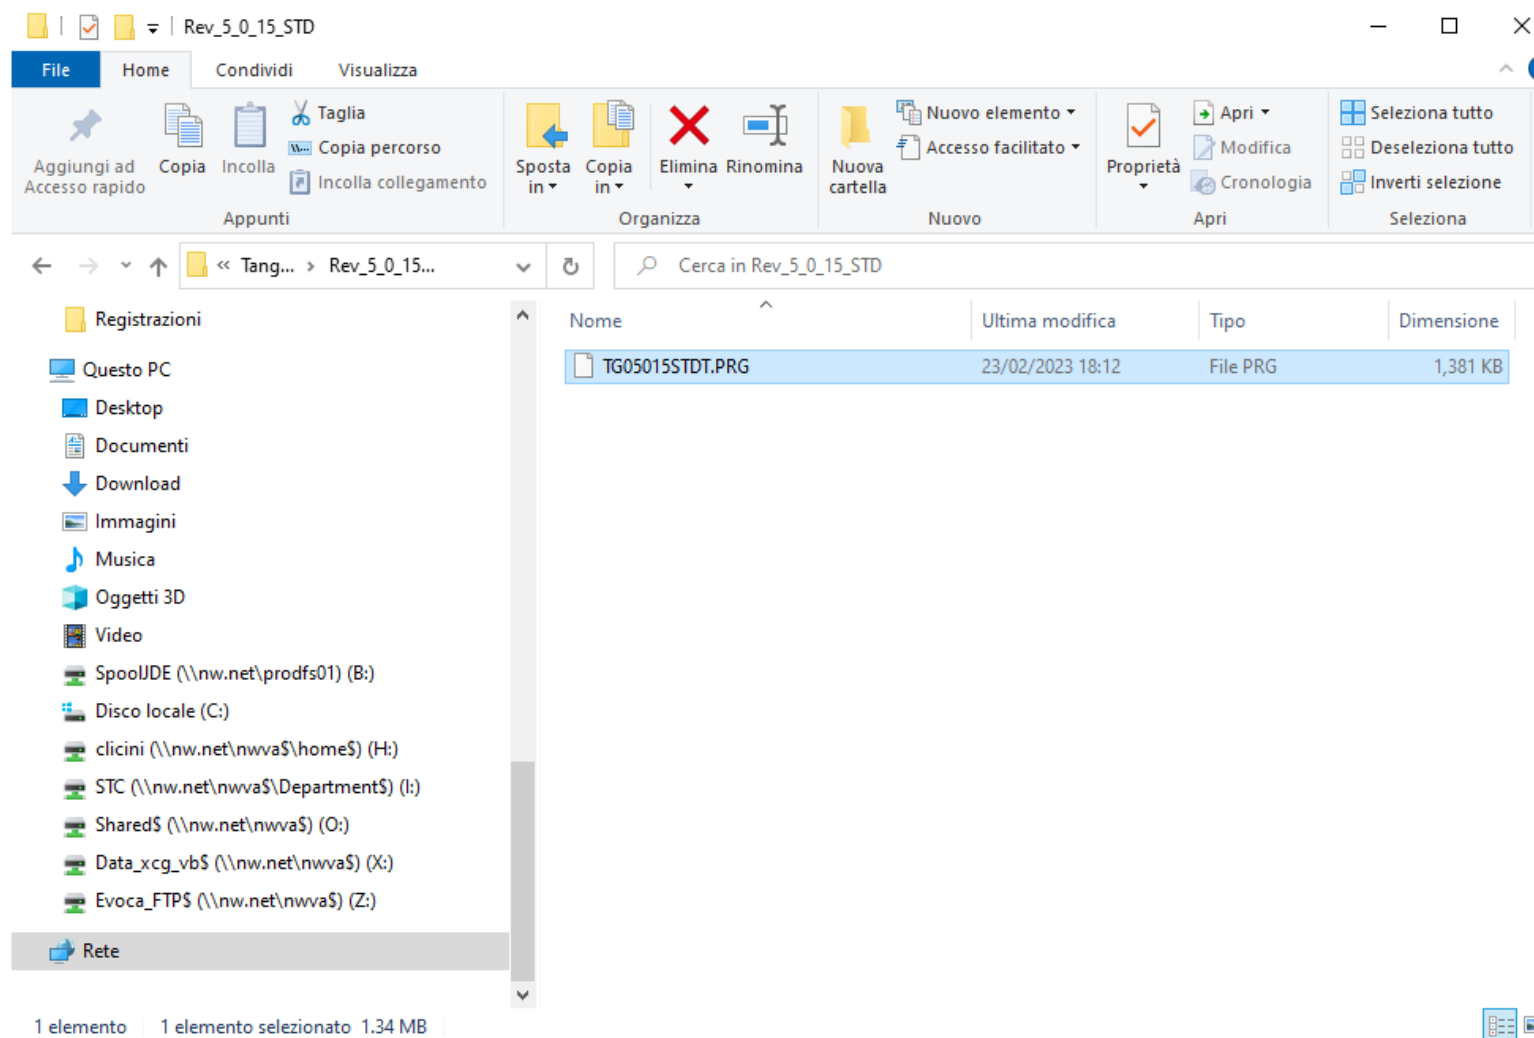 Rev_5_0_15_STD
File Home Condividi Visualizza
Aggiungi ad Accesso rapido
Copia
Incolla
Taglia
Copia percorso
Incolla collegamento
Appunti
Sposta in
Copia in
Elimina
Rinomina
Organizza
Nuova cartella
Nuovo elemento
Accesso facilitato
Nuovo
Proprietà
Apri
Modifica
Cronologia
Apri
Seleziona tutto
Deseleziona tutto
Inverti selezione
Seleziona
« Tang... › Rev_5_0_15...
Cerca in Rev_5_0_15_STD
Registrazioni
Questo PC
Desktop
Documenti
Download
Immagini
Musica
Oggetti 3D
Video
SpoolJDE (\\nw.net\prodfs01) (B:)
Disco locale (C:)
clicini (\\nw.net\nwva$\home$) (H:)
STC (\\nw.net\nwva$\Department$) (I:)
Shared$ (\\nw.net\nwva$) (O:)
Data_xcg_vb$ (\\nw.net\nwva$) (X:)
Evoca_FTP$ (\\nw.net\nwva$) (Z:)
Rete
Nome Ultima modifica Tipo Dimensione
TG05015STDT.PRG 23/02/2023 18:12 File PRG 1,381 KB
1 elemento 1 elemento selezionato 1.34 MB